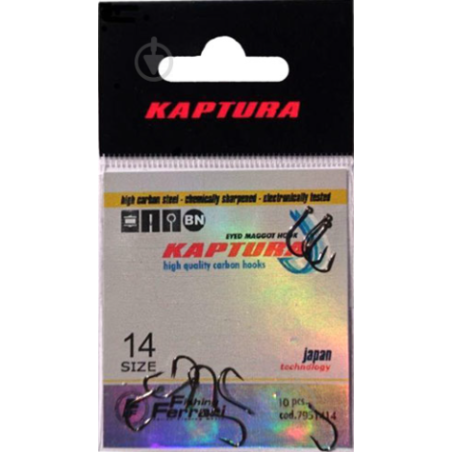 KAPTURA
high carbon steel - chemically sharpened - electronically tested
BN
EYED MAGGOT HOOK
KAPTURA
high quality carbon hooks
14
SIZE
japan
technology
Fishing
Ferrari
10 pcs
cod.